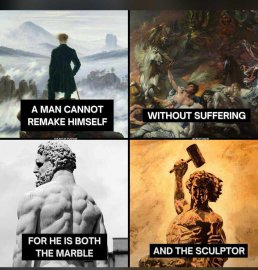 A MAN CANNOT
REMAKE HIMSELF
WITHOUT SUFFERING
FOR HE IS BOTH
THE MARBLE
AND THE SCULPTOR